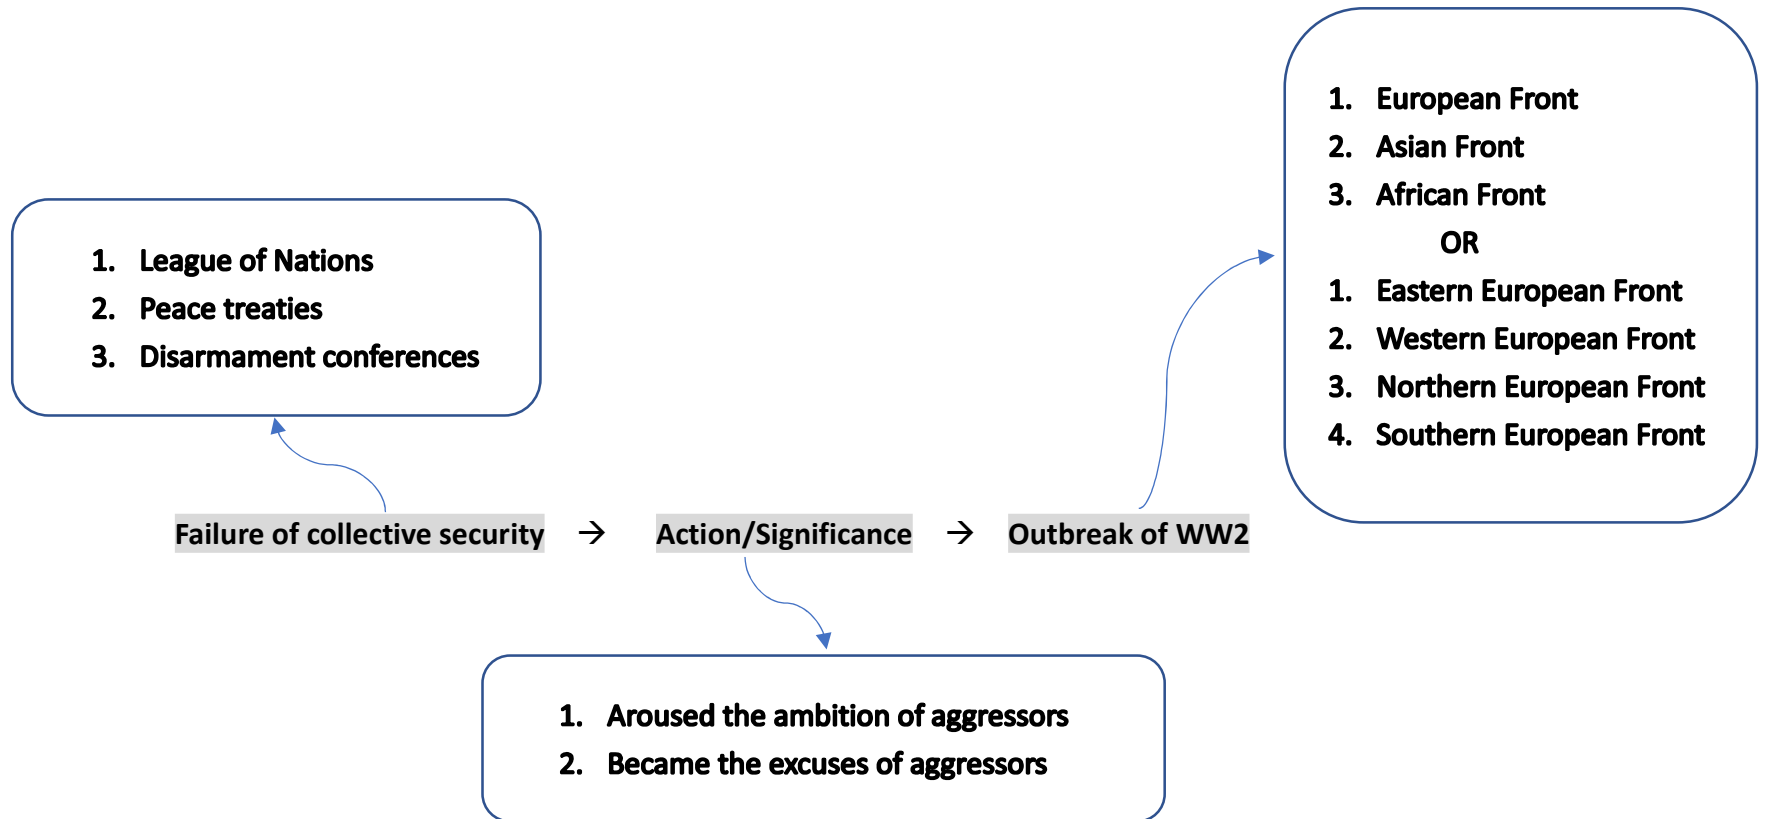 1. League of Nations
2. Peace treaties
3. Disarmament conferences
Failure of collective security → Action/Significance → Outbreak of WW2
1. Aroused the ambition of aggressors
2. Became the excuses of aggressors
1. European Front
2. Asian Front
3. African Front
OR
1. Eastern European Front
2. Western European Front
3. Northern European Front
4. Southern European Front